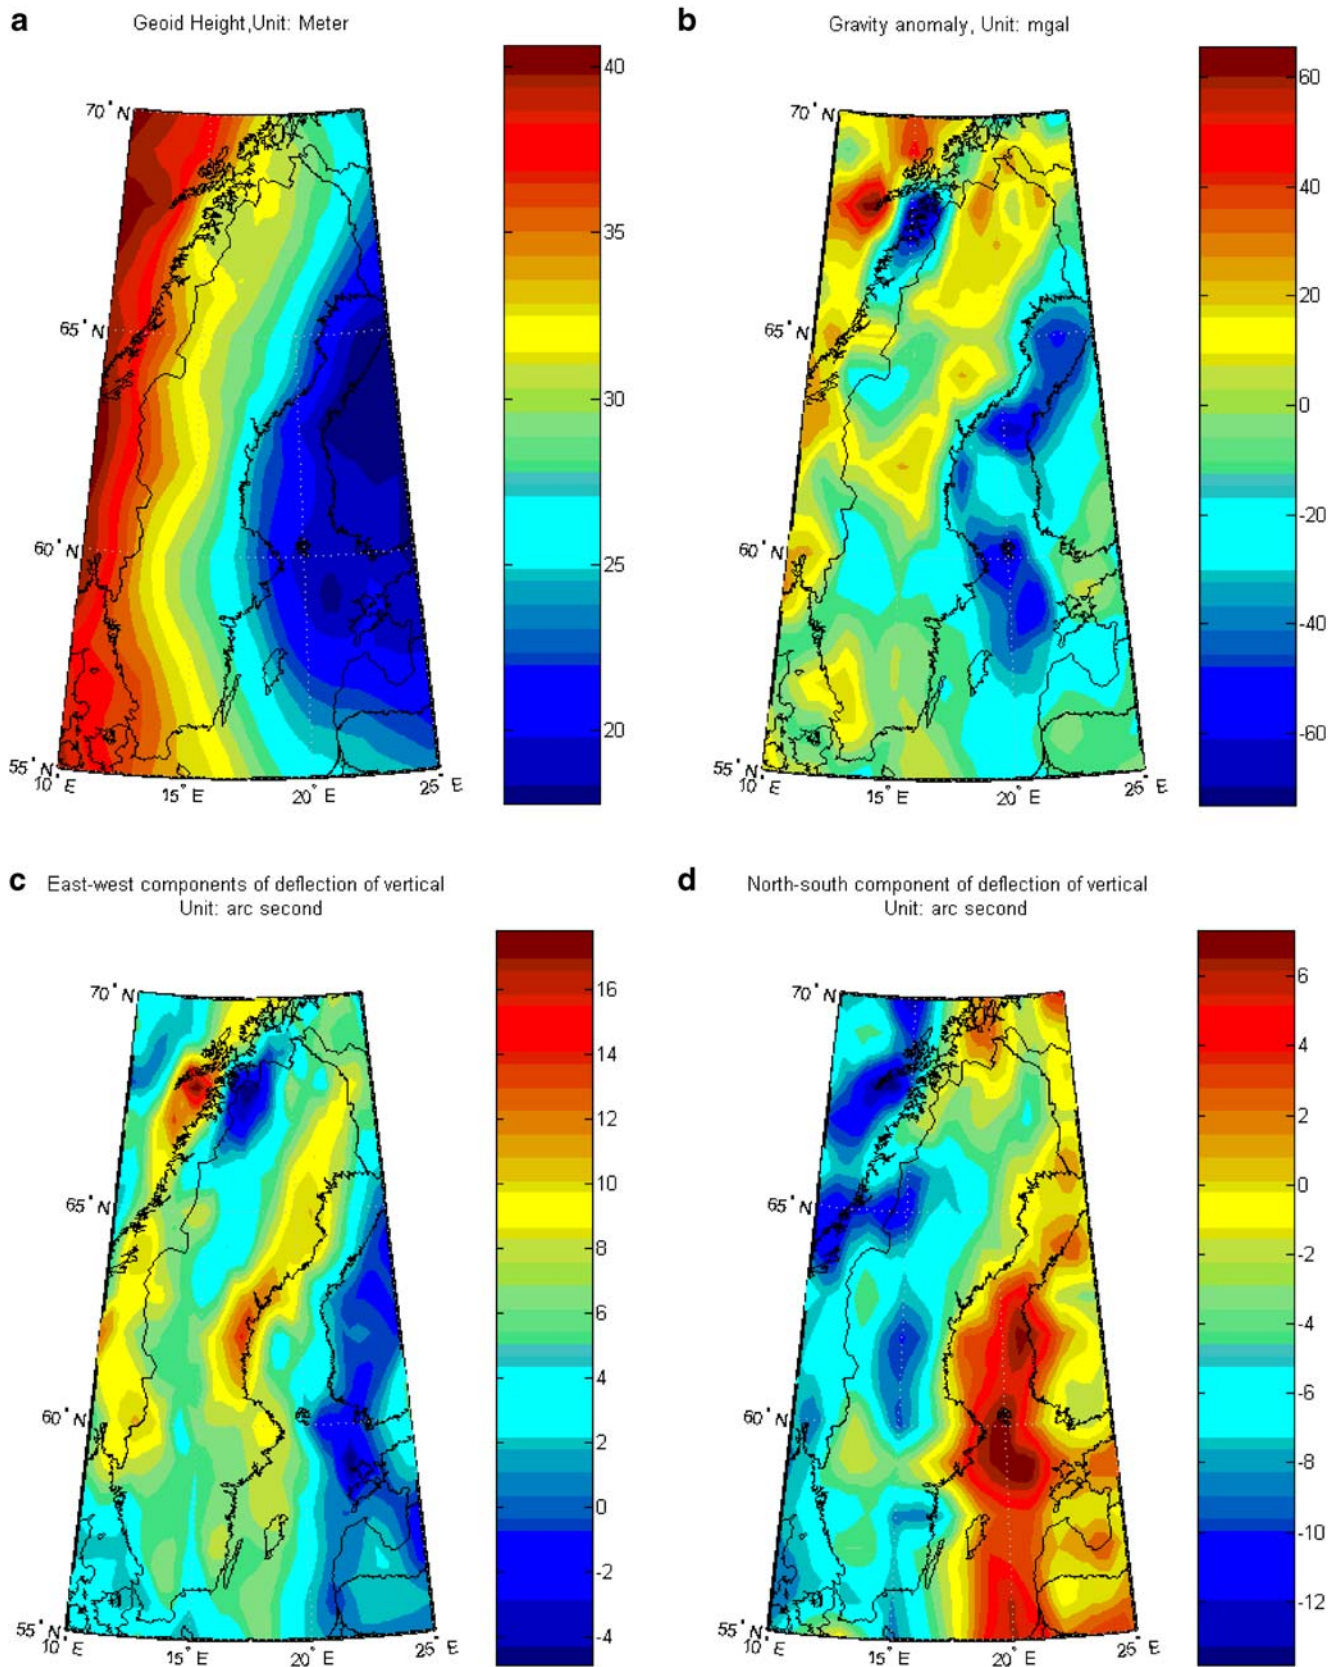 a
Geoid Height,Unit: Meter
40
35
30
25
20
70° N
65° N
60° N
55° N
10° E
15° E
20° E
25° E
b
Gravity anomaly, Unit: mgal
60
40
20
0
-20
-40
-60
70° N
65° N
60° N
55° N
10° E
15° E
20° E
25° E
c
East-west components of deflection of vertical
Unit: arc second
16
14
12
10
8
6
4
2
0
-2
-4
70° N
65° N
60° N
55° N
10° E
15° E
20° E
25° E
d
North-south component of deflection of vertical
Unit: arc second
6
4
2
0
-2
-4
-6
-8
-10
-12
70° N
65° N
60° N
55° N
10° E
15° E
20° E
25° E